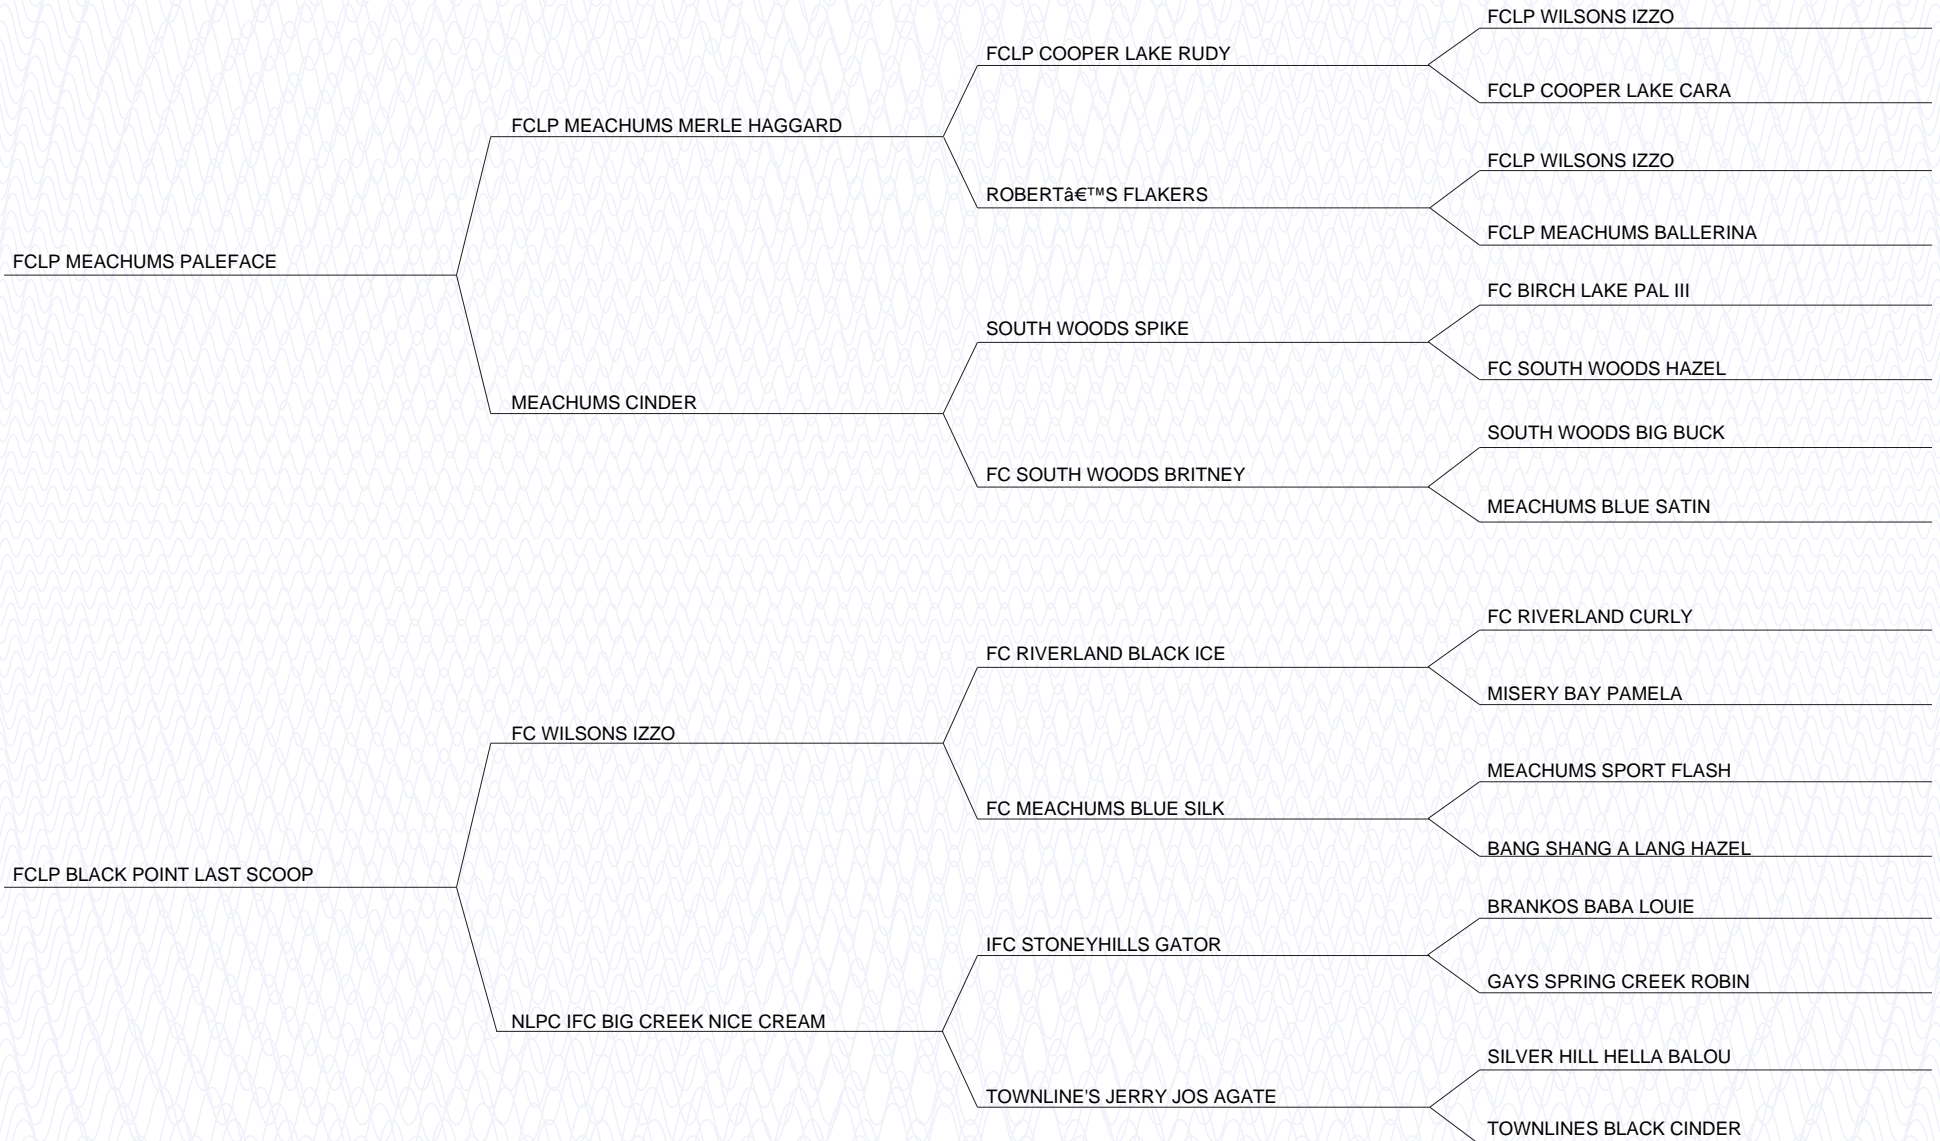 FCLP WILSONS IZZO
FCLP COOPER LAKE RUDY
FCLP COOPER LAKE CARA
FCLP MEACHUMS MERLE HAGGARD
FCLP WILSONS IZZO
ROBERTâ€™S FLAKERS
FCLP MEACHUMS BALLERINA
FCLP MEACHUMS PALEFACE
FC BIRCH LAKE PAL III
SOUTH WOODS SPIKE
FC SOUTH WOODS HAZEL
MEACHUMS CINDER
SOUTH WOODS BIG BUCK
FC SOUTH WOODS BRITNEY
MEACHUMS BLUE SATIN
FC RIVERLAND CURLY
FC RIVERLAND BLACK ICE
MISERY BAY PAMELA
FC WILSONS IZZO
MEACHUMS SPORT FLASH
FC MEACHUMS BLUE SILK
BANG SHANG A LANG HAZEL
FCLP BLACK POINT LAST SCOOP
BRANKOS BABA LOUIE
IFC STONEYHILLS GATOR
GAYS SPRING CREEK ROBIN
NLPC IFC BIG CREEK NICE CREAM
SILVER HILL HELLA BALOU
TOWNLINE'S JERRY JOS AGATE
TOWNLINES BLACK CINDER